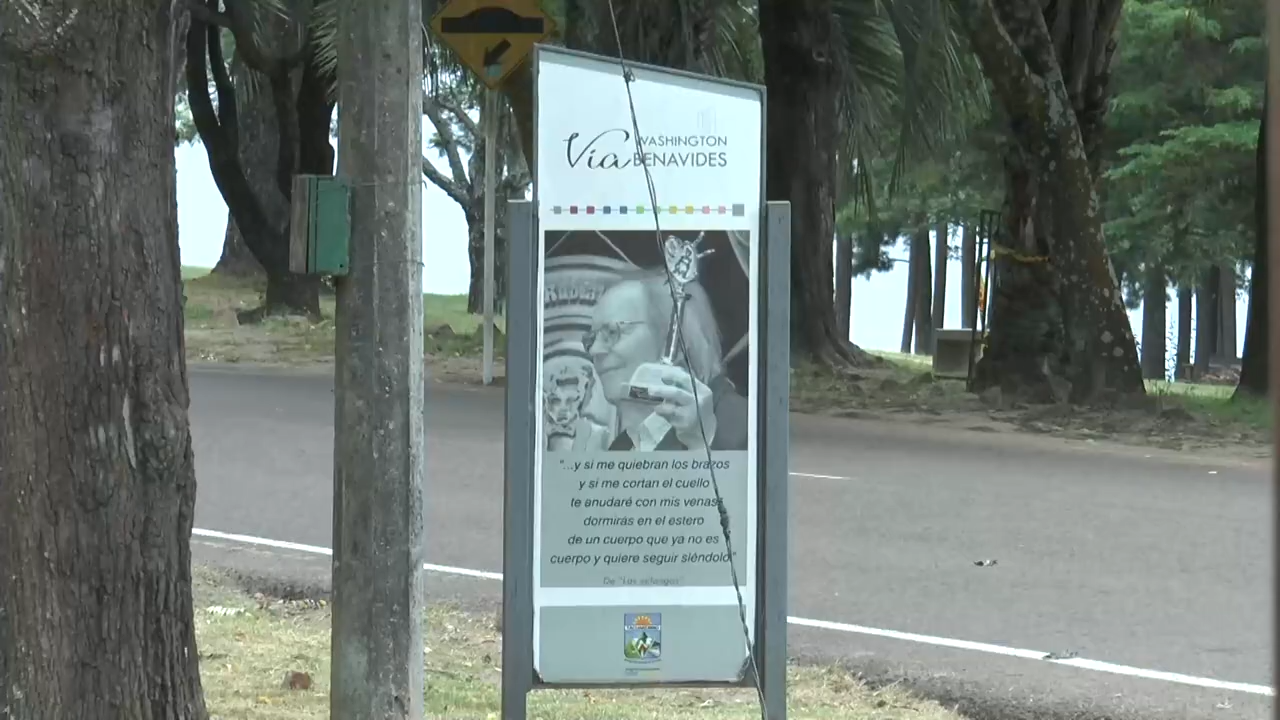 Vía WASHINGTON
BENAVIDES
"...y si me quiebran los brazos
y si me cortan el cuello
te anudaré con mis venas
dormirás en el estero
de un cuerpo que ya no es
cuerpo y quiere seguir siéndolo"